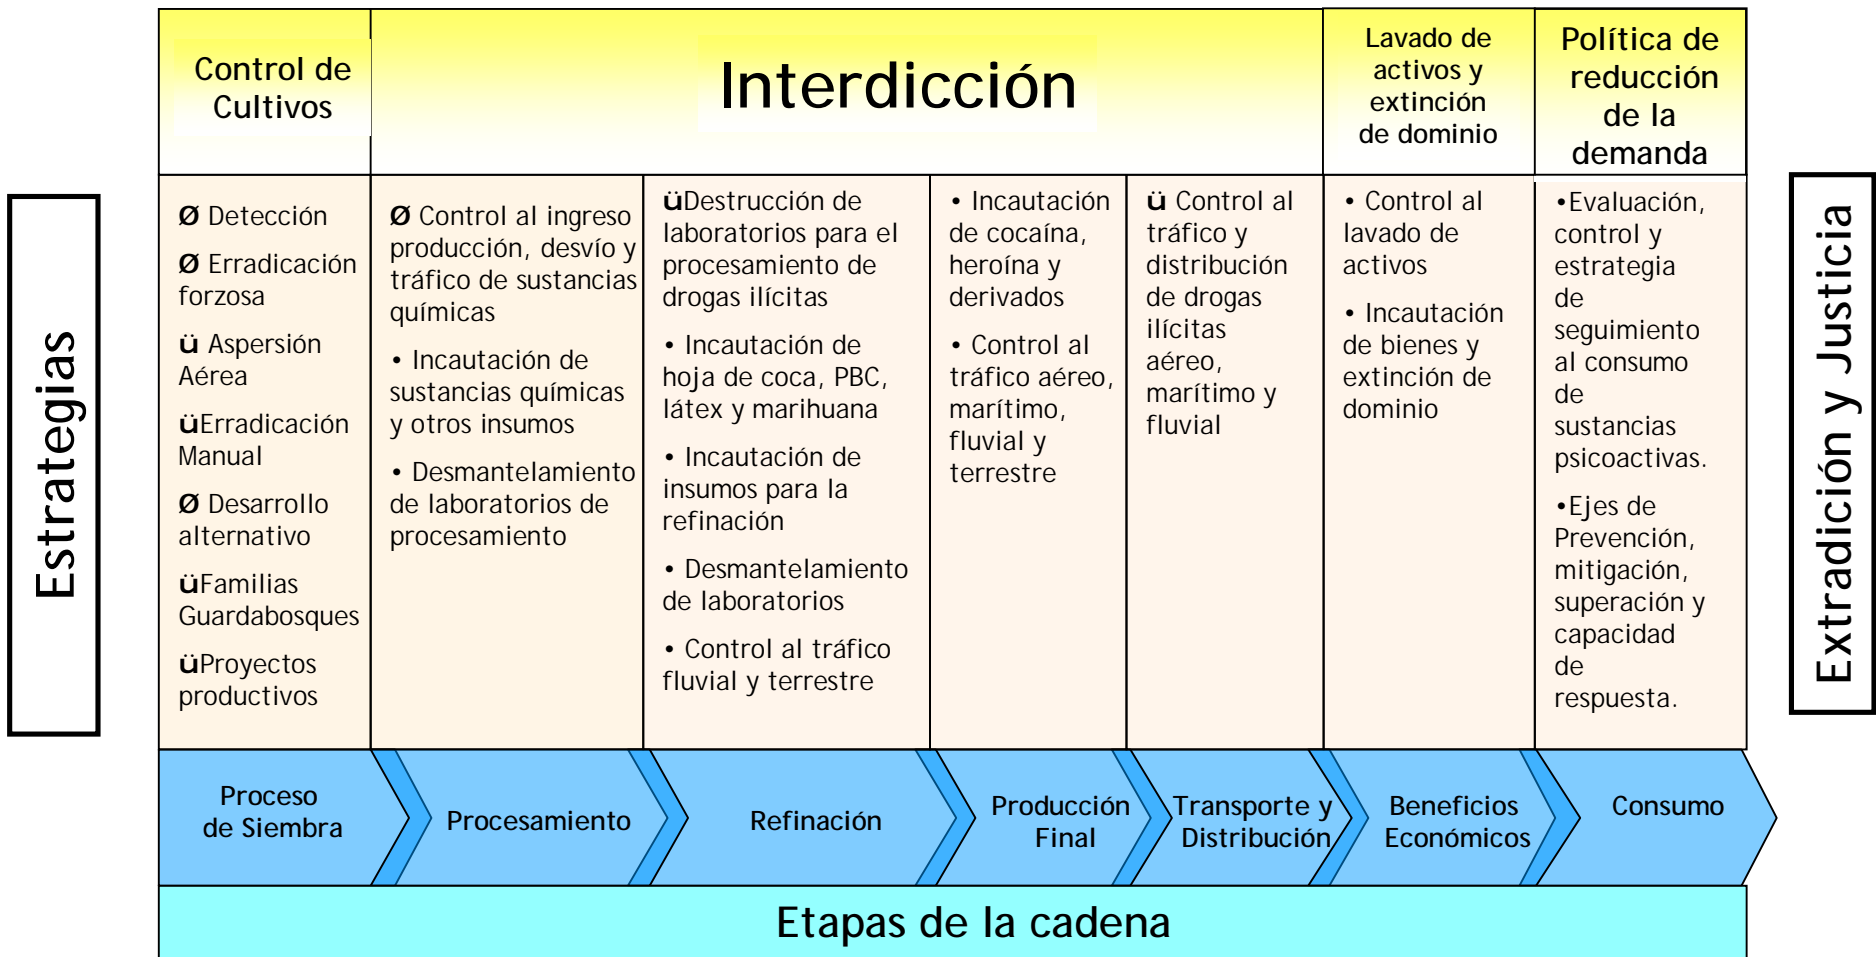 Estrategias
Control de
Cultivos
Interdicción
Lavado de
activos y
extinción
de dominio
Política de
reducción
de la
demanda
Ø Detección
Ø Erradicación
forzosa
ü Aspersión
Aérea
üErradicación
Manual
Ø Desarrollo
alternativo
üFamilias
Guardabosques
üProyectos
productivos
Ø Control al ingreso
producción, desvío y
tráfico de sustancias
químicas
• Incautación de
sustancias químicas
y otros insumos
• Desmantelamiento
de laboratorios de
procesamiento
üDestrucción de
laboratorios para el
procesamiento de
drogas ilícitas
• Incautación de
hoja de coca, PBC,
látex y marihuana
• Incautación de
insumos para la
refinación
• Desmantelamiento
de laboratorios
• Control al tráfico
fluvial y terrestre
• Incautación
de cocaína,
heroína y
derivados
• Control al
tráfico aéreo,
marítimo,
fluvial y
terrestre
ü Control al
tráfico y
distribución
de drogas
ilícitas
aéreo,
marítimo y
fluvial
• Control al
lavado de
activos
• Incautación
de bienes y
extinción de
dominio
•Evaluación,
control y
estrategia
de
seguimiento
al consumo
de
sustancias
psicoactivas.
•Ejes de
Prevención,
mitigación,
superación y
capacidad
de
respuesta.
Extradición y Justicia
Proceso
de Siembra
Procesamiento
Refinación
Producción
Final
Transporte y
Distribución
Beneficios
Económicos
Consumo
Etapas de la cadena